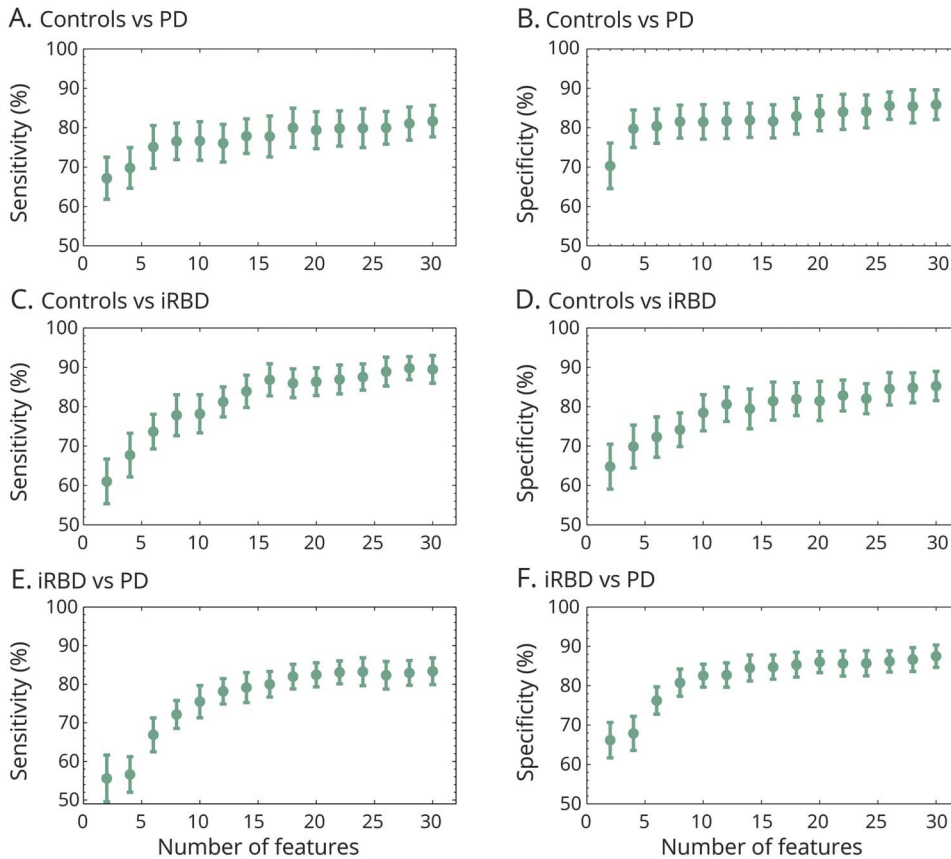 A. Controls vs PD
Sensitivity (%)
100
90
80
70
60
50
0 5 10 15 20 25 30
B. Controls vs PD
Specificity (%)
100
90
80
70
60
50
0 5 10 15 20 25 30
C. Controls vs iRBD
Sensitivity (%)
100
90
80
70
60
50
0 5 10 15 20 25 30
D. Controls vs iRBD
Specificity (%)
100
90
80
70
60
50
0 5 10 15 20 25 30
E. iRBD vs PD
Sensitivity (%)
100
90
80
70
60
50
0 5 10 15 20 25 30
Number of features
F. iRBD vs PD
Specificity (%)
100
90
80
70
60
50
0 5 10 15 20 25 30
Number of features